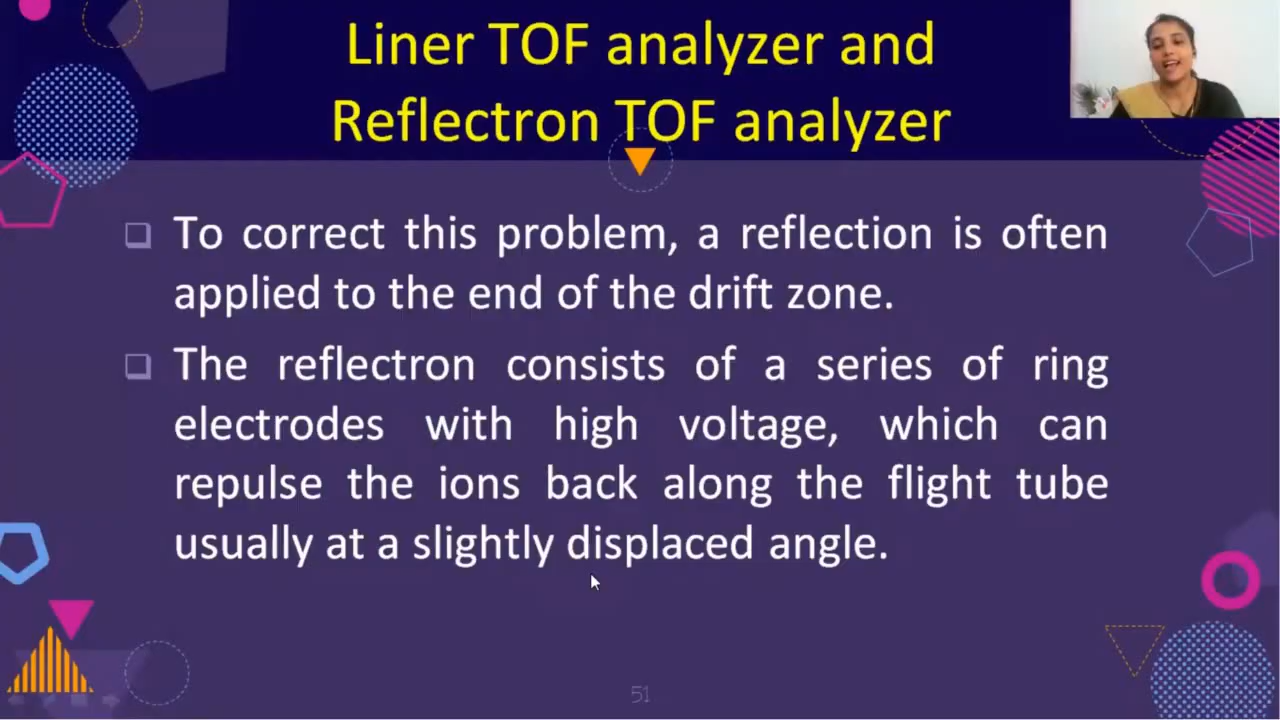 Liner TOF analyzer and
Reflectron TOF analyzer
To correct this problem, a reflection is often
applied to the end of the drift zone.
The reflectron consists of a series of ring
electrodes with high voltage, which can
repulse the ions back along the flight tube
usually at a slightly displaced angle.
51